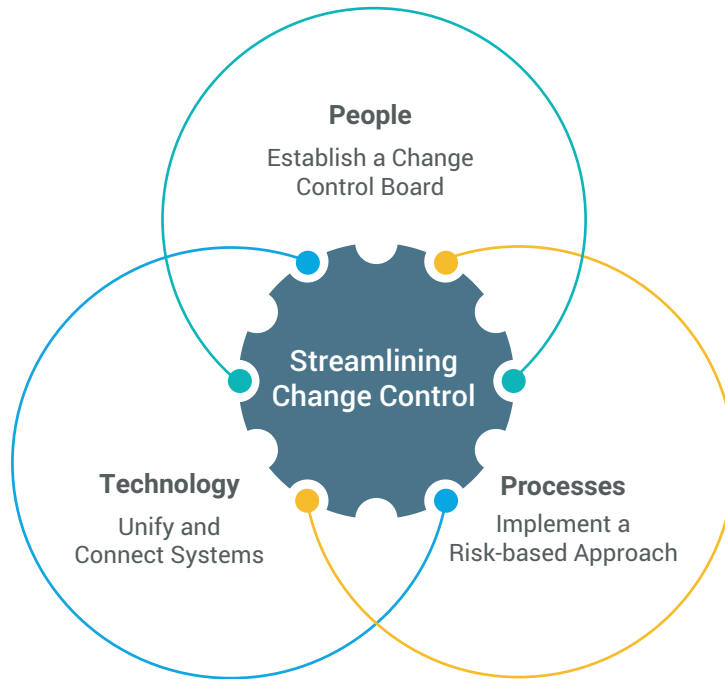 People
Establish a Change
Control Board
Streamlining
Change Control
Technology
Unify and
Connect Systems
Processes
Implement a
Risk-based Approach